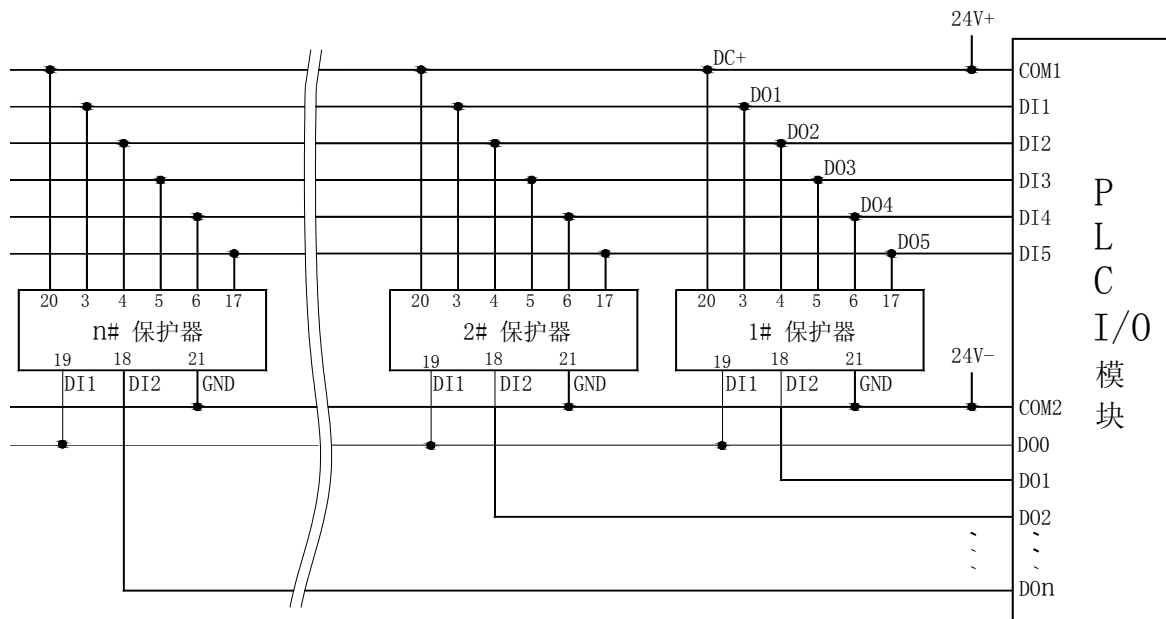 24V+
DC+
COM1
DO1
DI1
DO2
DI2
DO3
DI3
DO4
DI4
DO5
DI5
20 3 4 5 6 17
20 3 4 5 6 17
20 3 4 5 6 17
n# 保护器
2# 保护器
1# 保护器
19 18 21
19 18 21
19 18 21
24V-
DI1 DI2 GND
DI1 DI2 GND
DI1 DI2 GND
COM2
DO0
DO1
DO2
DOn
PLC
I/O
模
块